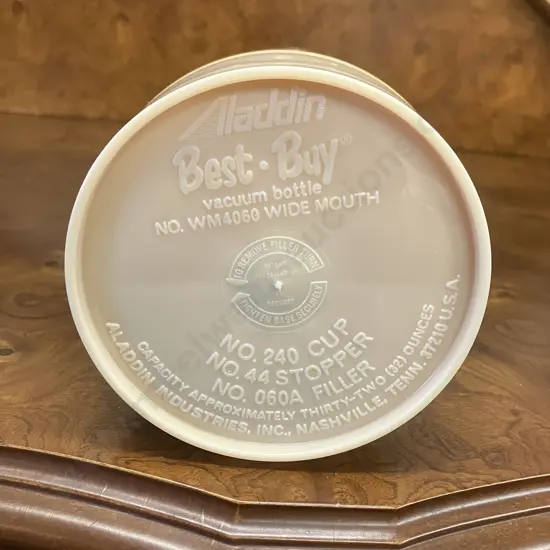 Aladdin
Best·Buy®
vacuum bottle
NO. WM4060 WIDE MOUTH
TO REMOVE FILLER TURN
TIGHTEN BASE SECURELY
NO. 240 CUP
NO. 44 STOPPER
NO. 060A FILLER
CAPACITY APPROXIMATELY THIRTY-TWO (32) OUNCES
ALADDIN INDUSTRIES, INC., NASHVILLE, TENN. 37210 U.S.A.